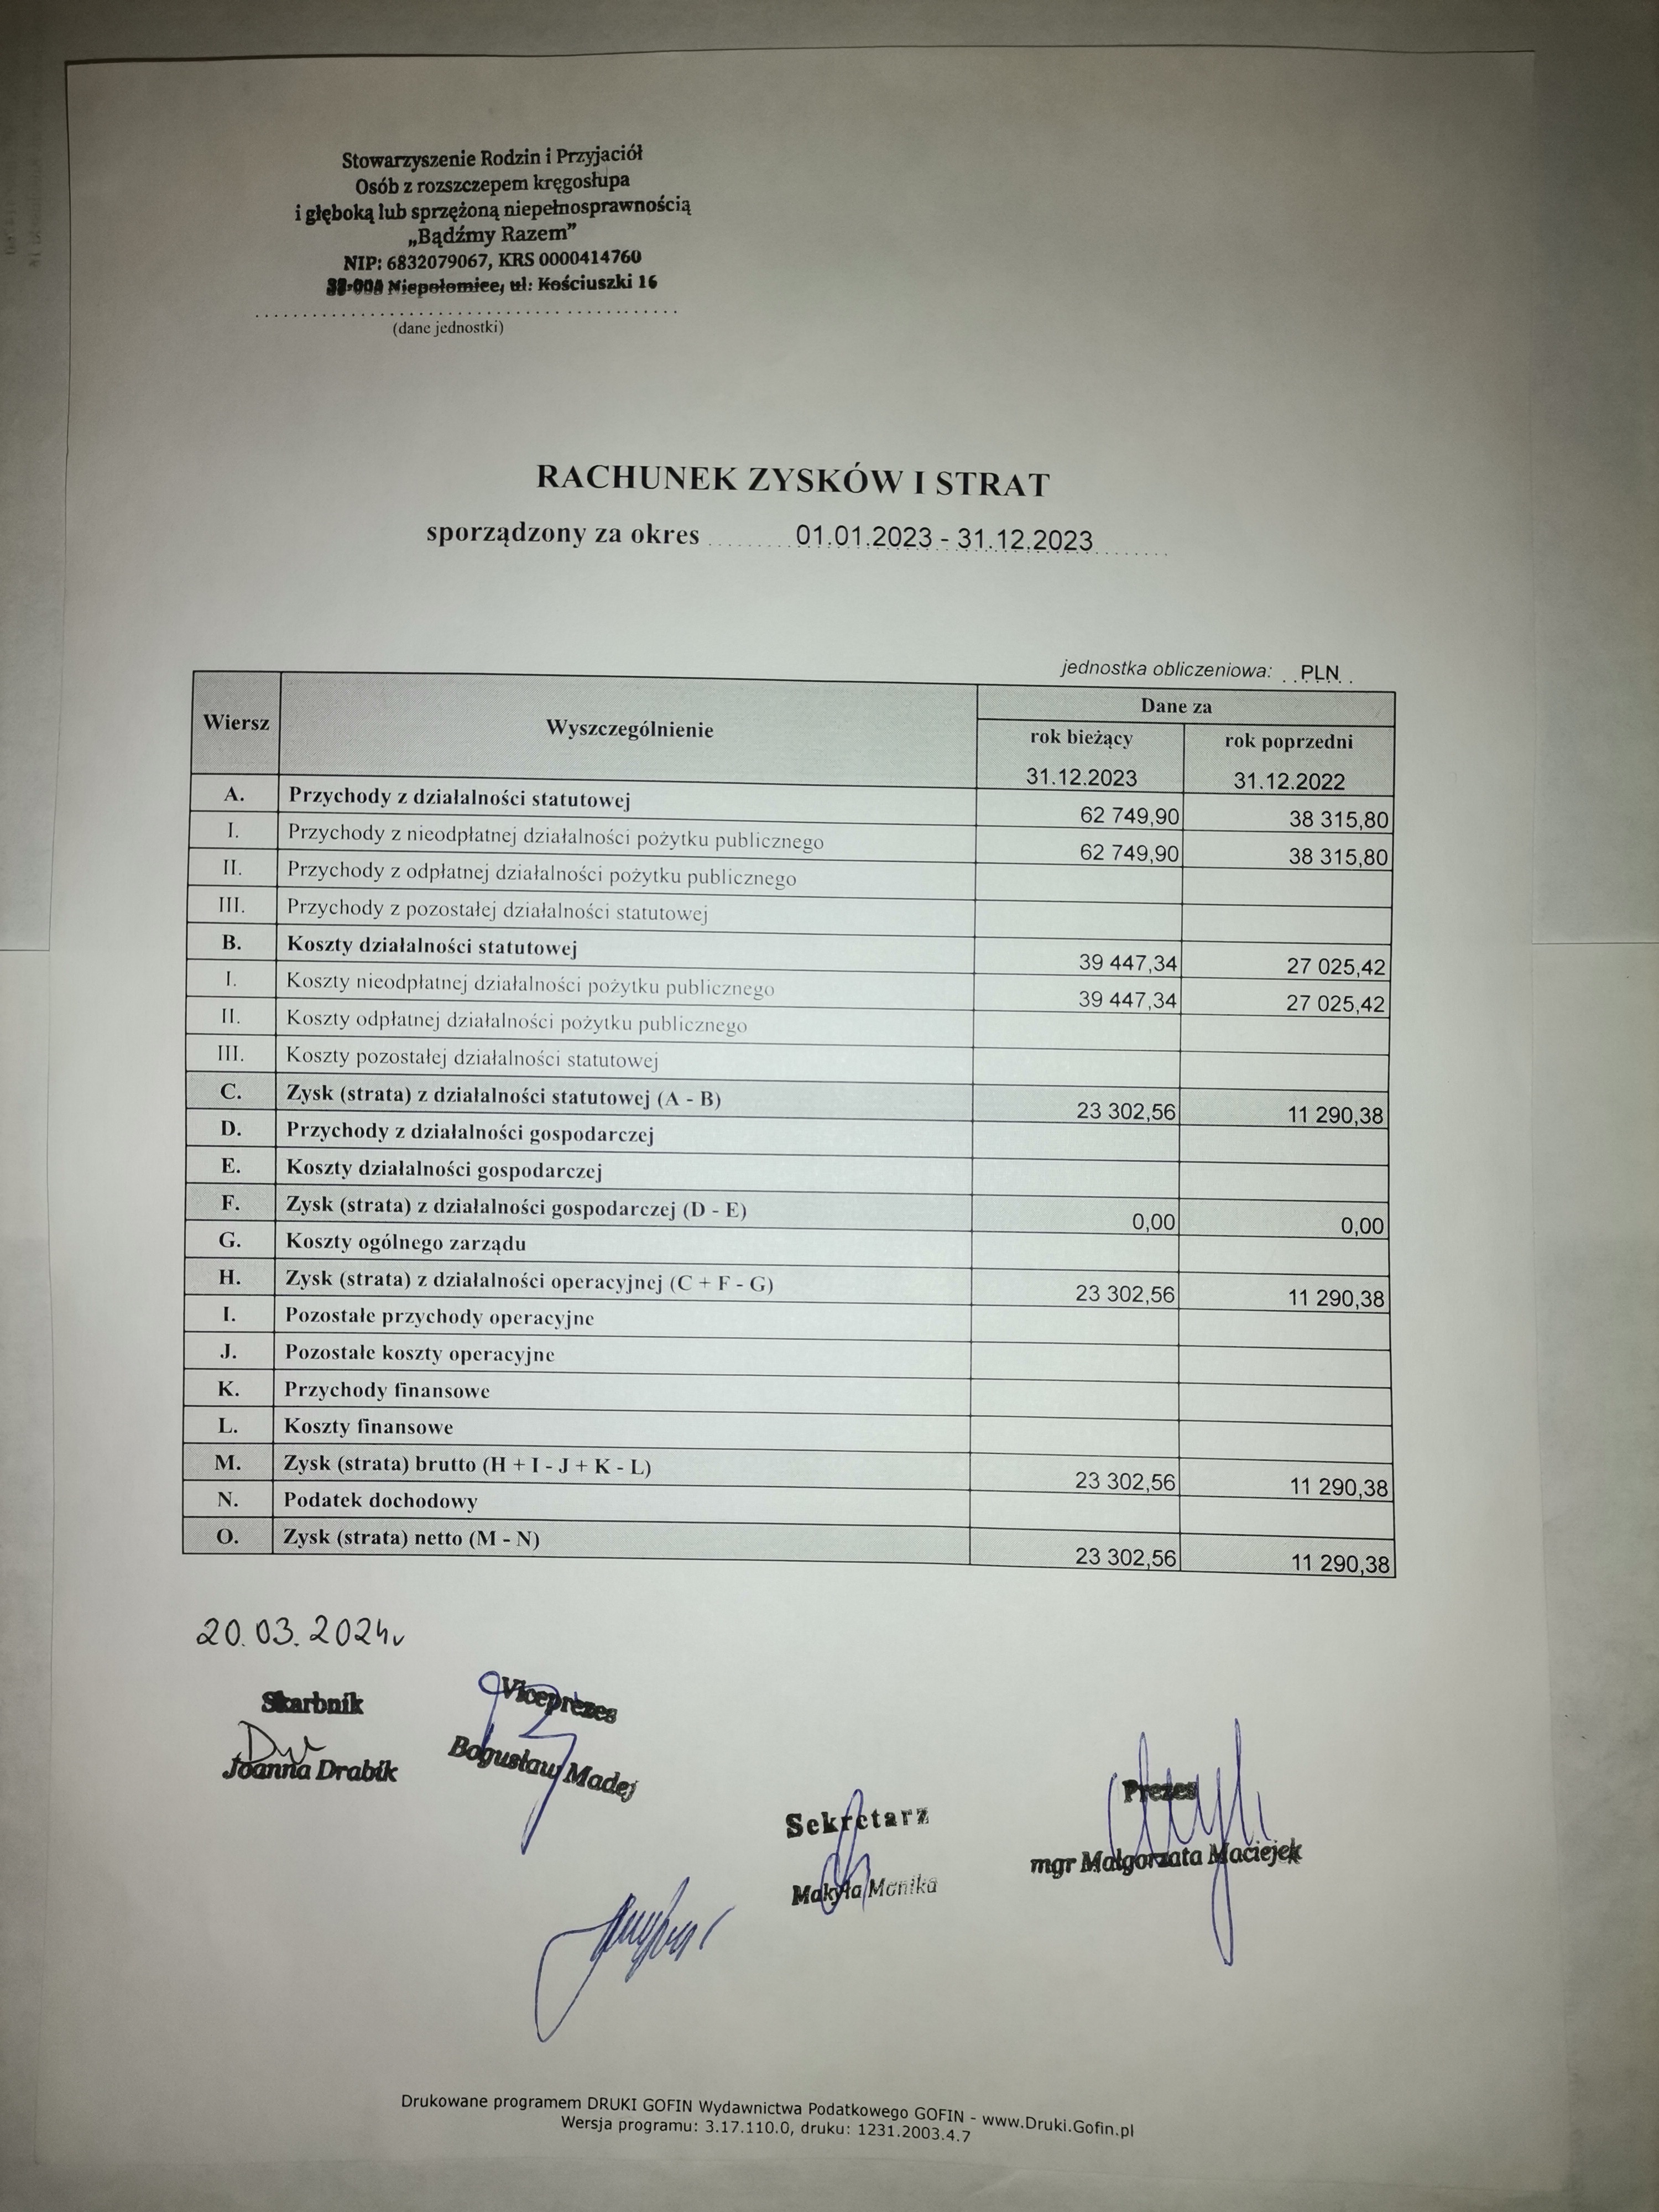 Stowarzyszenie Rodzin i Przyjaciół
Osób z rozszczepem kręgosłupa
i głęboką lub sprzężoną niepełnosprawnością
„Bądźmy Razem”
NIP: 6832079067, KRS 0000414760
Niepołomice, ul: Kościuszki 16
(dane jednostki)
RACHUNEK ZYSKÓW I STRAT
sporządzony za okres 01.01.2023 - 31.12.2023
jednostka obliczeniowa: PLN
Wiersz Wyszczególnienie Dane za
rok bieżący rok poprzedni
31.12.2023 31.12.2022
A. Przychody z działalności statutowej 62 749,90 38 315,80
I. Przychody z nieodpłatnej działalności pożytku publicznego 62 749,90 38 315,80
II. Przychody z odpłatnej działalności pożytku publicznego
III. Przychody z pozostałej działalności statutowej
B. Koszty działalności statutowej 39 447,34 27 025,42
I. Koszty nieodpłatnej działalności pożytku publicznego 39 447,34 27 025,42
II. Koszty odpłatnej działalności pożytku publicznego
III. Koszty pozostałej działalności statutowej
C. Zysk (strata) z działalności statutowej (A - B) 23 302,56 11 290,38
D. Przychody z działalności gospodarczej
E. Koszty działalności gospodarczej
F. Zysk (strata) z działalności gospodarczej (D - E) 0,00 0,00
G. Koszty ogólnego zarządu
H. Zysk (strata) z działalności operacyjnej (C + F - G) 23 302,56 11 290,38
I. Pozostałe przychody operacyjne
J. Pozostałe koszty operacyjne
K. Przychody finansowe
L. Koszty finansowe
M. Zysk (strata) brutto (H + I - J + K - L) 23 302,56 11 290,38
N. Podatek dochodowy
O. Zysk (strata) netto (M - N) 23 302,56 11 290,38
20.03.2024r
Skarbnik
Joanna Drabik
Viceprezes
Bogusław Madej
Sekretarz
Makyła Monika
Prezes
mgr Małgorzata Maciejek
Drukowane programem DRUKI GOFIN Wydawnictwa Podatkowego GOFIN - www.Druki.Gofin.pl
Wersja programu: 3.17.110.0, druku: 1231.2003.4.7